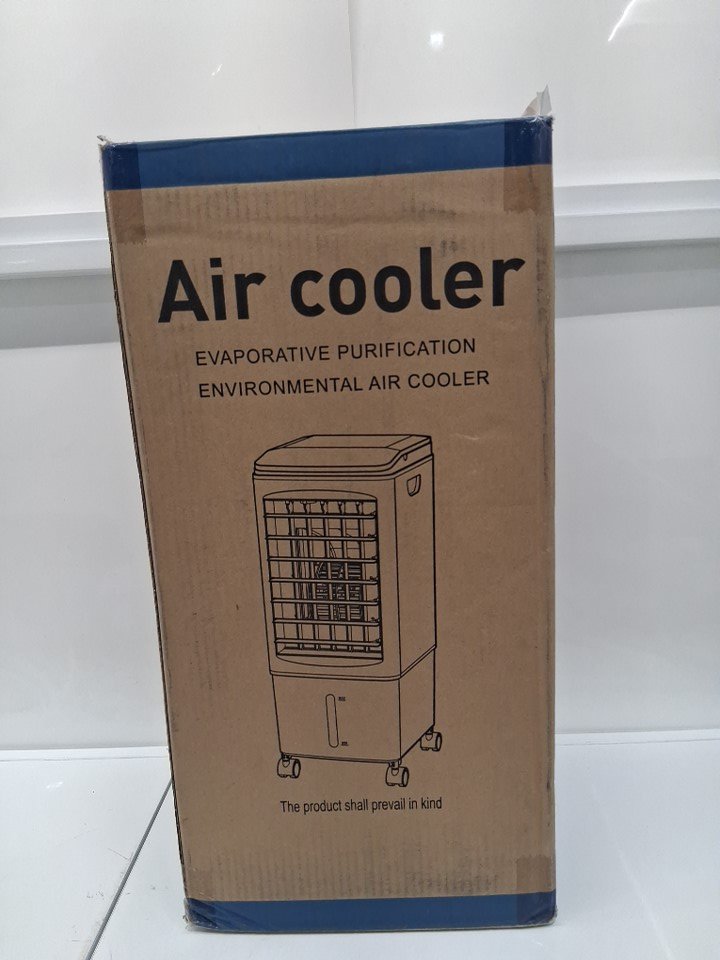 Air cooler
EVAPORATIVE PURIFICATION
ENVIRONMENTAL AIR COOLER
The product shall prevail in kind